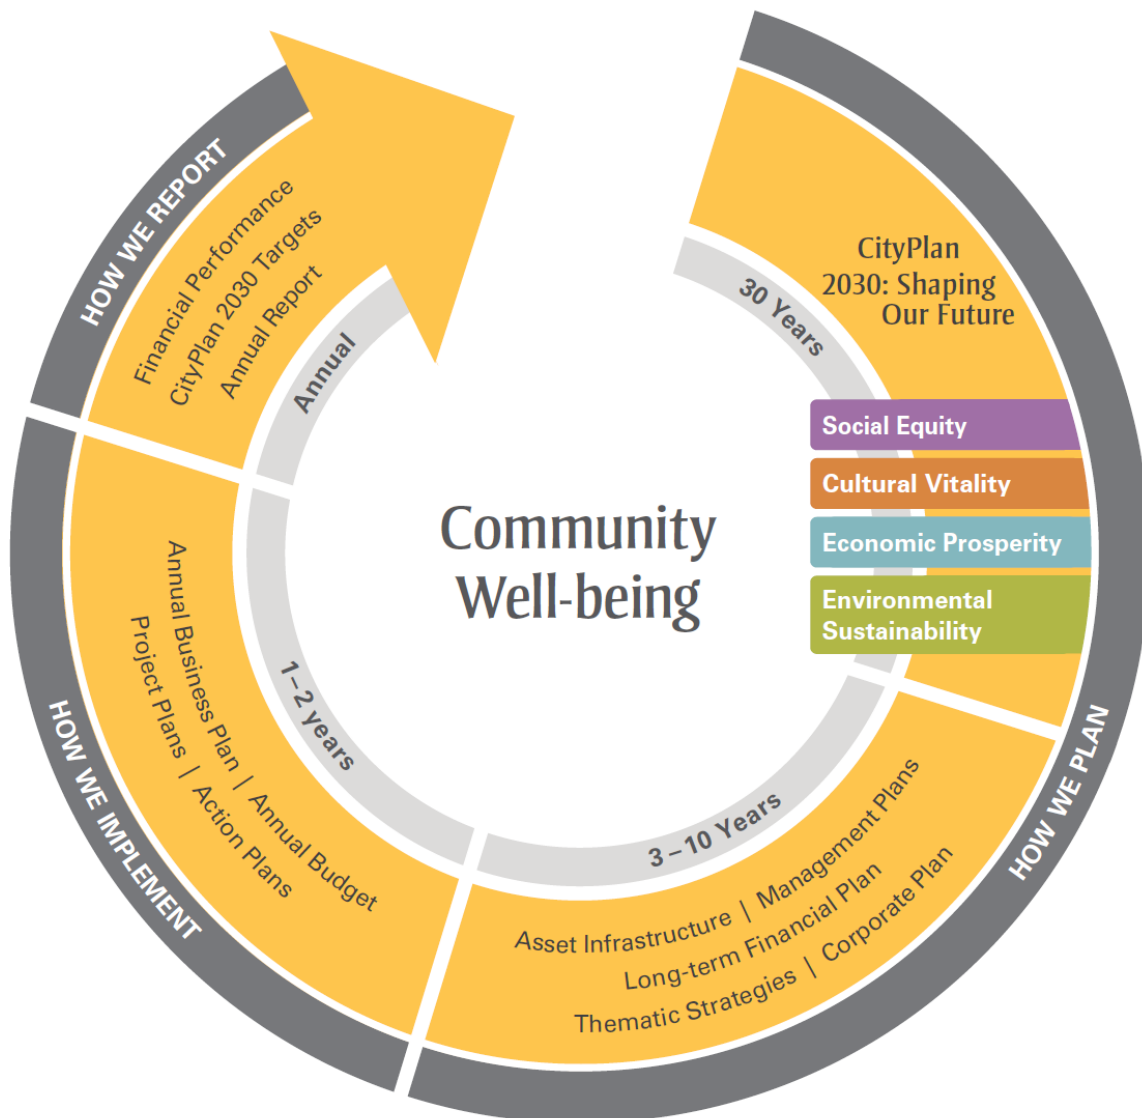 Community
Well-being
HOW WE PLAN
30 Years
CityPlan
2030: Shaping
Our Future
Social Equity
Cultural Vitality
Economic Prosperity
Environmental
Sustainability
3 – 10 Years
Asset Infrastructure | Management Plans
Long-term Financial Plan
Thematic Strategies | Corporate Plan
HOW WE IMPLEMENT
1 – 2 years
Annual Business Plan | Annual Budget
Project Plans | Action Plans
HOW WE REPORT
Annual
Financial Performance
CityPlan 2030 Targets
Annual Report